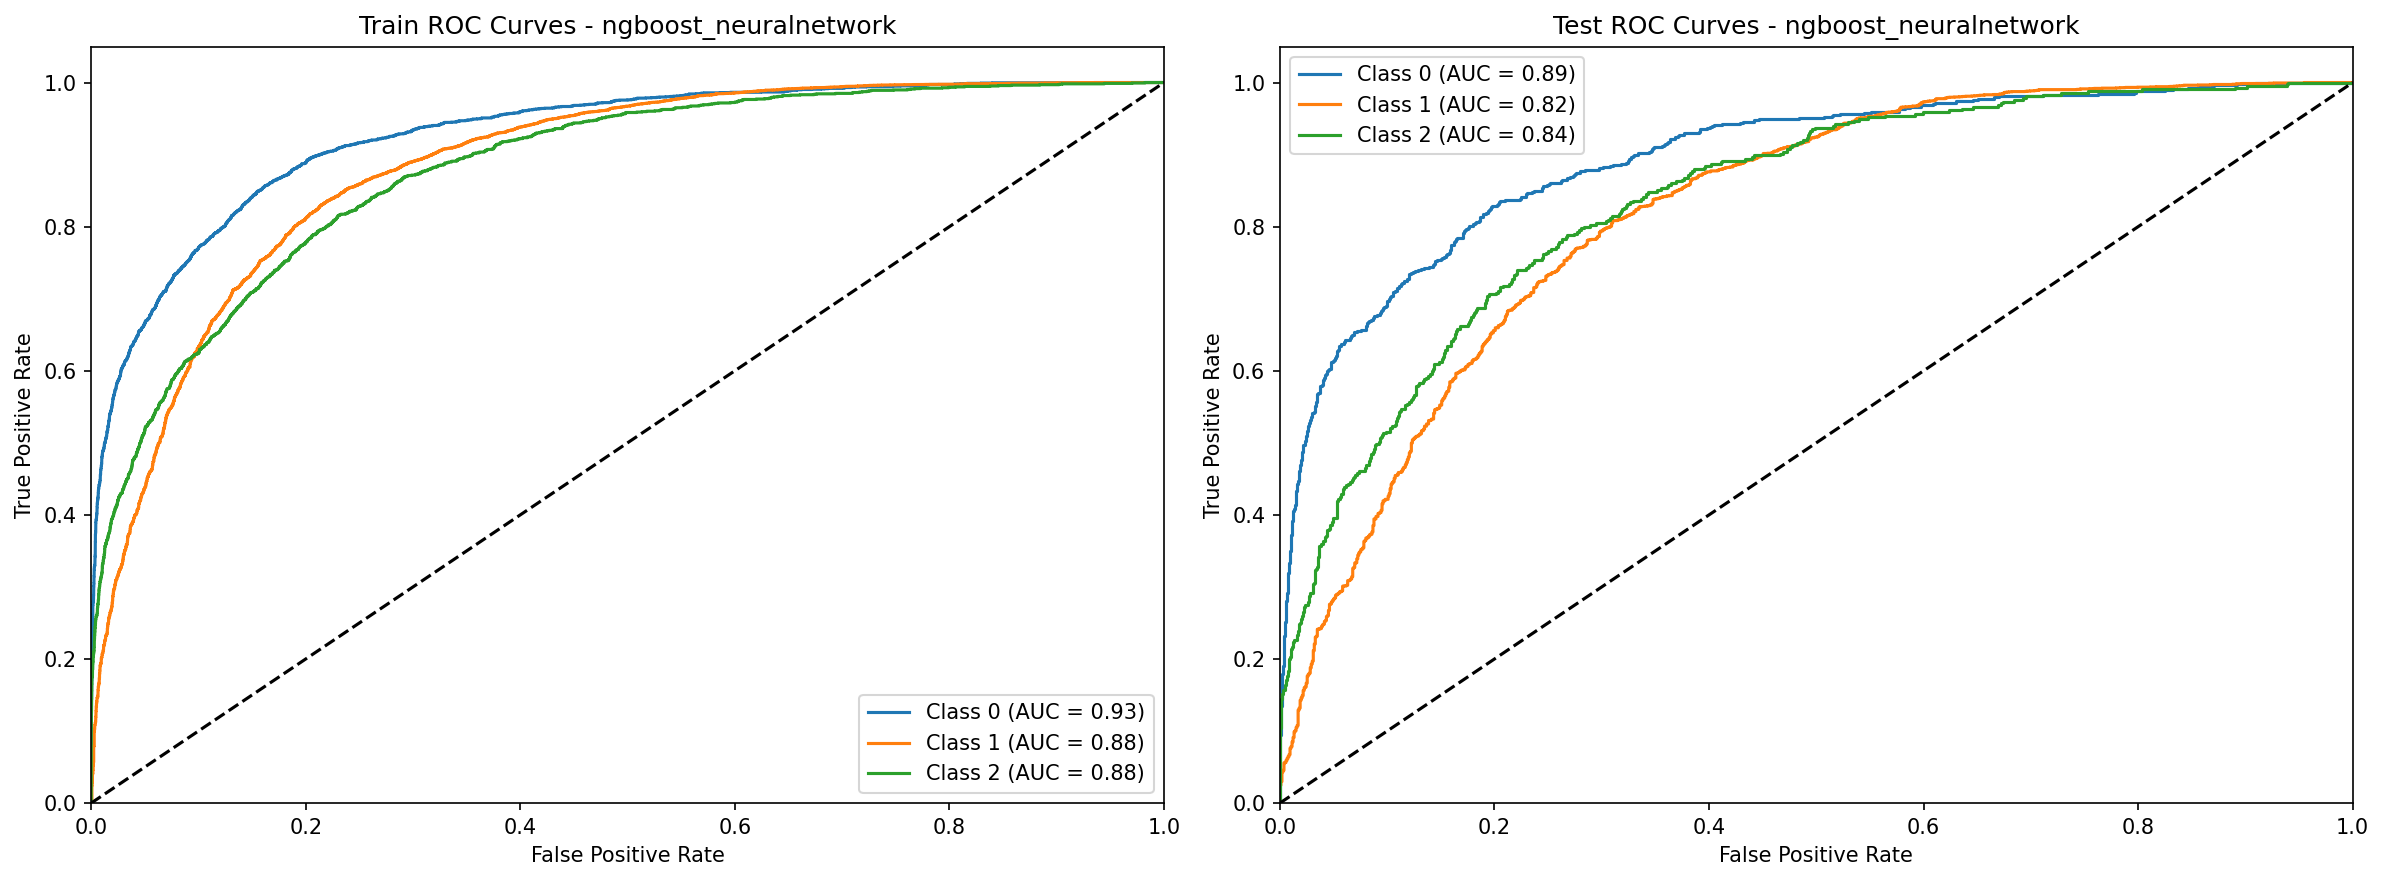 Train ROC Curves - ngboost_neuralnetwork
True Positive Rate
1.0
0.8
0.6
0.4
0.2
0.0
Class 0 (AUC = 0.93)
Class 1 (AUC = 0.88)
Class 2 (AUC = 0.88)
0.0 0.2 0.4 0.6 0.8 1.0
False Positive Rate
Test ROC Curves - ngboost_neuralnetwork
True Positive Rate
1.0
0.8
0.6
0.4
0.2
0.0
Class 0 (AUC = 0.89)
Class 1 (AUC = 0.82)
Class 2 (AUC = 0.84)
0.0 0.2 0.4 0.6 0.8 1.0
False Positive Rate